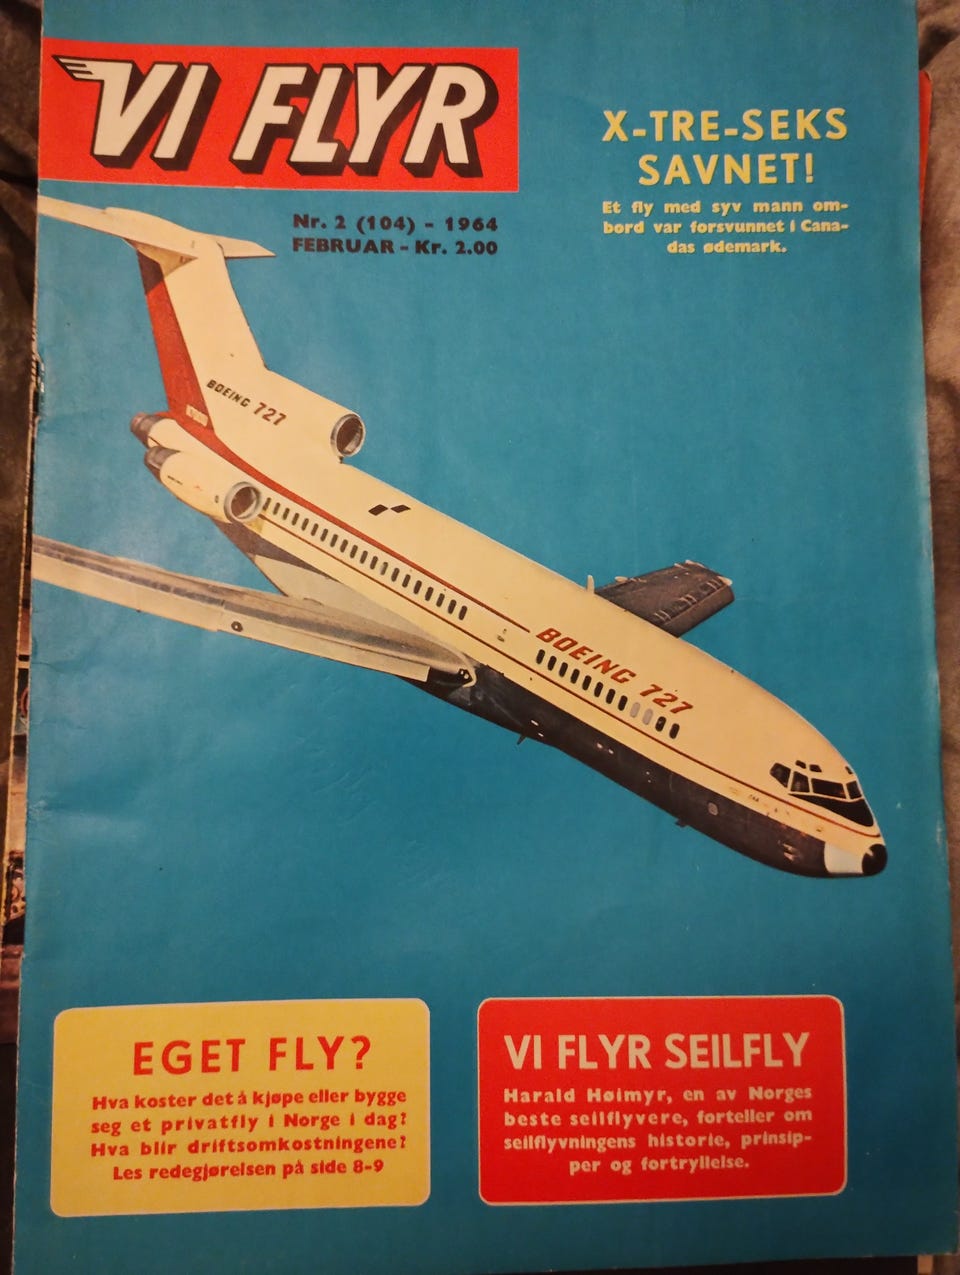 VI FLYR
Nr. 2 (104) - 1964
FEBRUAR - Kr. 2.00
X-TRE-SEKS
SAVNET!
Et fly med syv mann om-
bord var forsvunnet i Cana-
das ødemark.
BOEING 727
BOEING 727
EGET FLY?
Hva koster det å kjøpe eller bygge
seg et privatfly i Norge i dag?
Hva blir driftsomkostningene?
Les redegjørelsen på side 8-9
VI FLYR SEILFLY
Harald Høimyr, en av Norges
beste seilflyvere, forteller om
seilflyvningens historie, prinsip-
per og fortryllelse.